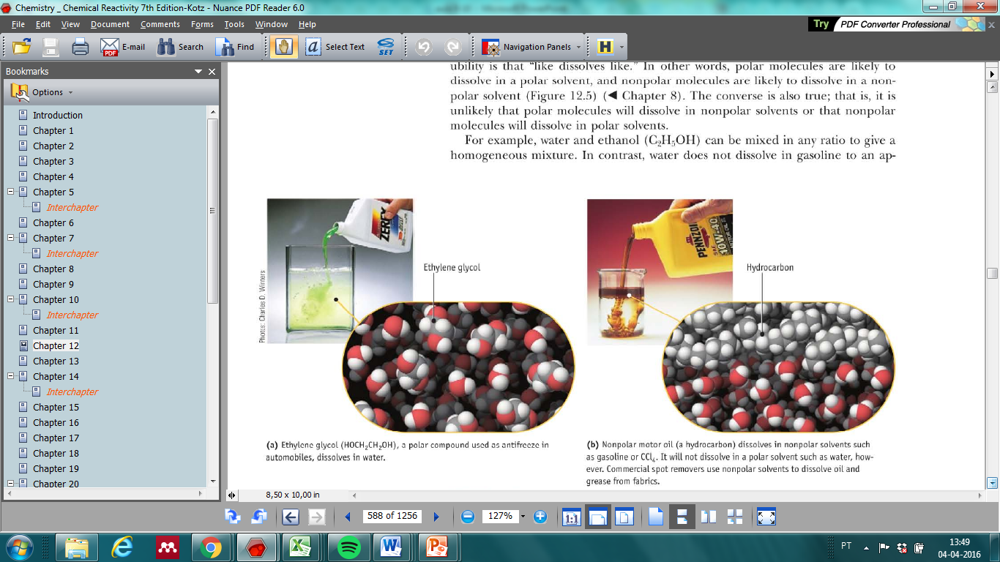 Chemistry _ Chemical Reactivity 7th Edition-Kotz - Nuance PDF Reader 6.0
File Edit View Document Comments Forms Tools Window Help
Try PDF Converter Professional
PDF E-mail Search Find a Select Text SET Navigation Panels H
Bookmarks
Options
Introduction
Chapter 1
Chapter 2
Chapter 3
Chapter 4
Chapter 5
Interchapter
Chapter 6
Chapter 7
Interchapter
Chapter 8
Chapter 9
Chapter 10
Interchapter
Chapter 11
Chapter 12
Chapter 13
Chapter 14
Interchapter
Chapter 15
Chapter 16
Chapter 17
Chapter 18
Chapter 19
Chapter 20
ubility is that “like dissolves like.” In other words, polar molecules are likely to
dissolve in a polar solvent, and nonpolar molecules are likely to dissolve in a non-
polar solvent (Figure 12.5) (◄ Chapter 8). The converse is also true; that is, it is
unlikely that polar molecules will dissolve in nonpolar solvents or that nonpolar
molecules will dissolve in polar solvents.
For example, water and ethanol (C₂H₅OH) can be mixed in any ratio to give a
homogeneous mixture. In contrast, water does not dissolve in gasoline to an ap-
Photos: Charles D. Winters
ZEREX
Ethylene glycol
(a) Ethylene glycol (HOCH₂CH₂OH), a polar compound used as antifreeze in
automobiles, dissolves in water.
PENNZOIL
SAE 10W-40
MOTOR OIL
Hydrocarbon
(b) Nonpolar motor oil (a hydrocarbon) dissolves in nonpolar solvents such
as gasoline or CCl₄. It will not dissolve in a polar solvent such as water, how-
ever. Commercial spot removers use nonpolar solvents to dissolve oil and
grease from fabrics.
8,50 x 10,00 in
588 of 1256 127% 1:1
PT 13:49
04-04-2016